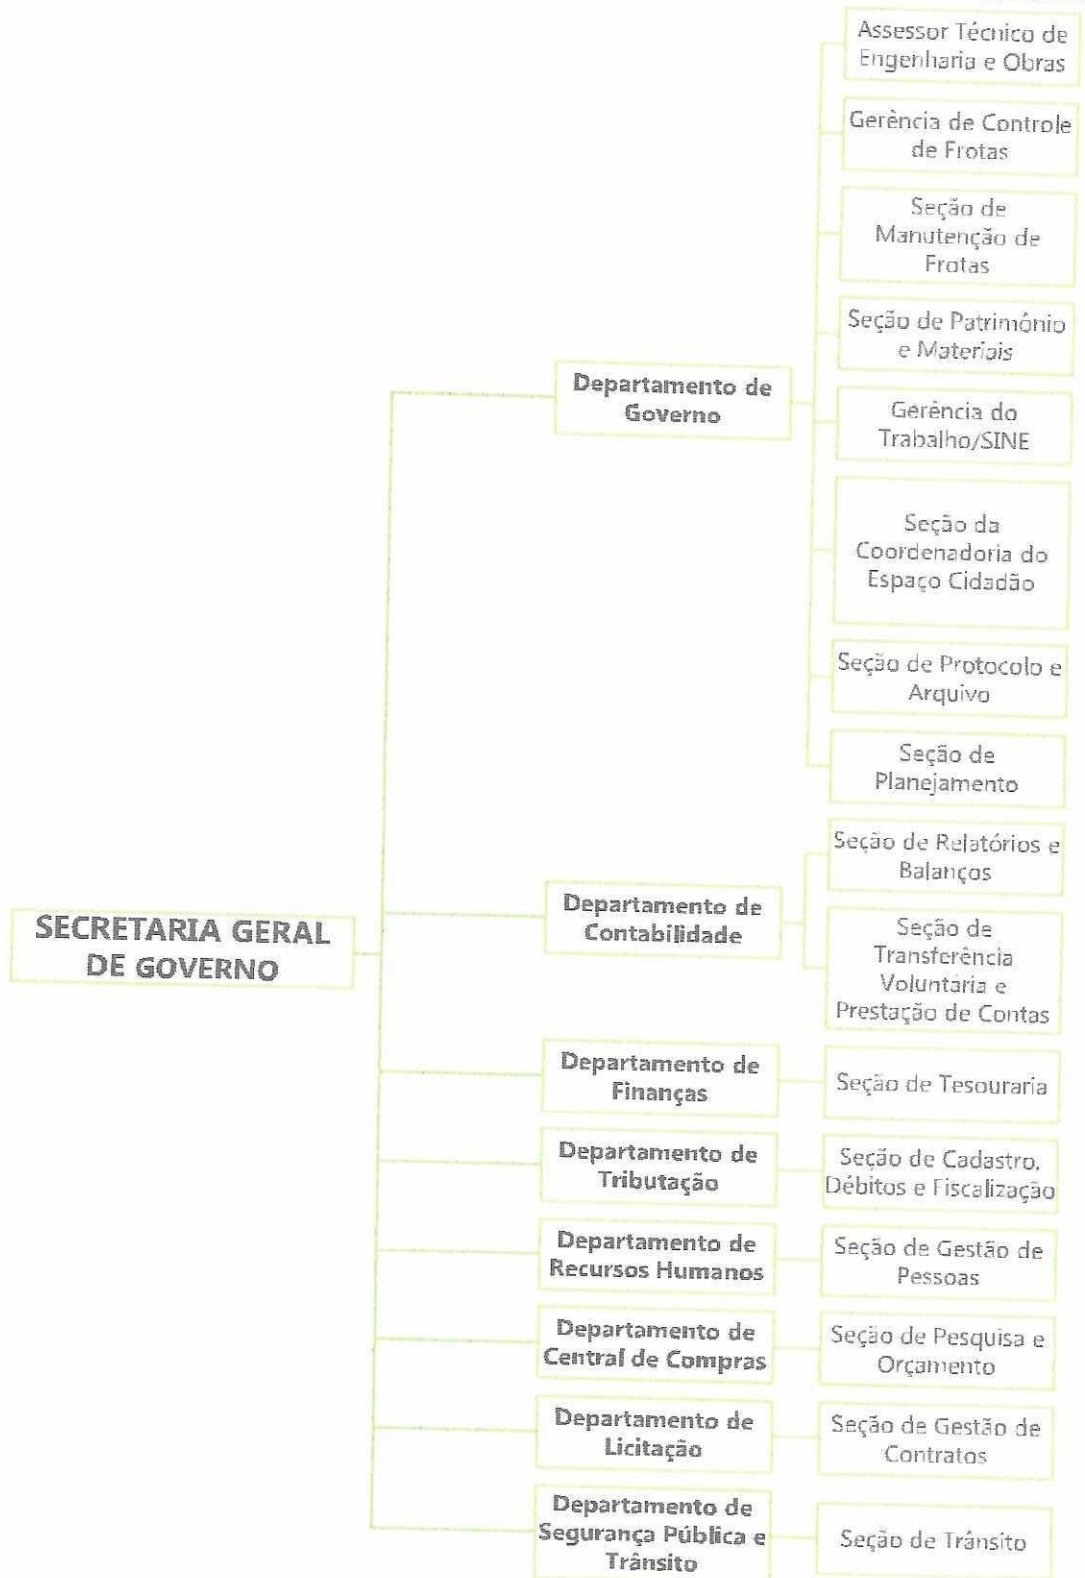 Assessor Técnico de
Engenharia e Obras
Gerência de Controle
de Frotas
Seção de
Manutenção de
Frotas
Seção de Patrimônio
e Materiais
Departamento de
Governo
Gerência do
Trabalho/SINE
Seção da
Coordenadoria do
Espaço Cidadão
Seção de Protocolo e
Arquivo
Seção de
Planejamento
SECRETARIA GERAL
DE GOVERNO
Departamento de
Contabilidade
Seção de Relatórios e
Balanços
Seção de
Transferência
Voluntária e
Prestação de Contas
Departamento de
Finanças
Seção de Tesouraria
Departamento de
Tributação
Seção de Cadastro,
Débitos e Fiscalização
Departamento de
Recursos Humanos
Seção de Gestão de
Pessoas
Departamento de
Central de Compras
Seção de Pesquisa e
Orçamento
Departamento de
Licitação
Seção de Gestão de
Contratos
Departamento de
Segurança Pública e
Trânsito
Seção de Trânsito